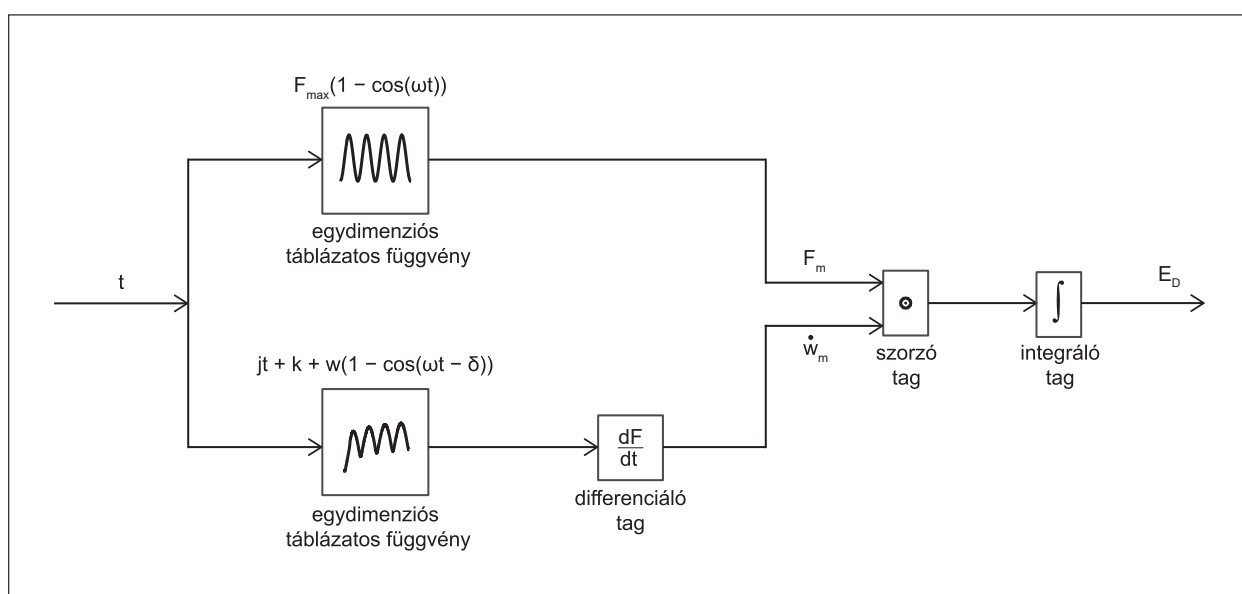 F_max(1 − cos(ωt))
egydimenziós
táblázatos függvény
t
F_m
E_D
∫
ẇ_m
szorzó
tag
integráló
tag
jt + k + w(1 − cos(ωt − δ))
dF
dt
differenciáló
tag
egydimenziós
táblázatos függvény